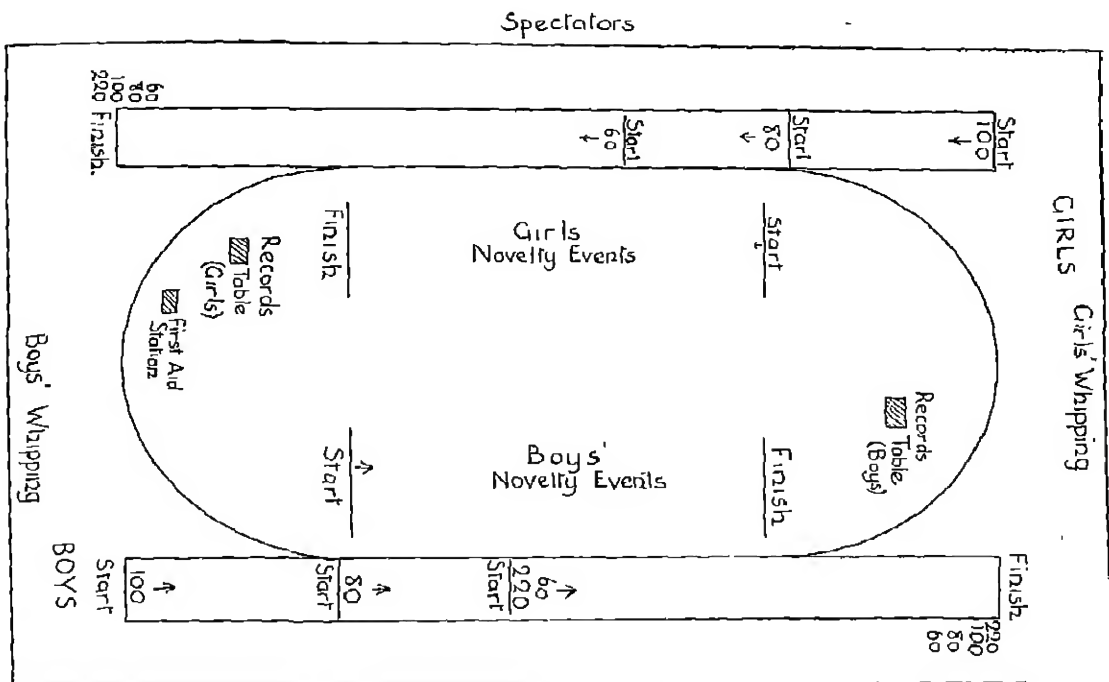 Spectators
60
80
100
220 Finish.
Start
60
Start
80
Start
100
GIRLS
Girls' Whipping
Finish
Girls
Novelty Events
Start
Records
Table
(Girls)
First Aid
Station
Records
Table
(Boys)
Boys' Whipping
Start
Boys'
Novelty Events
Finish
BOYS
Start
100
Start
80
Start
220
60
Finish
220
100
80
60